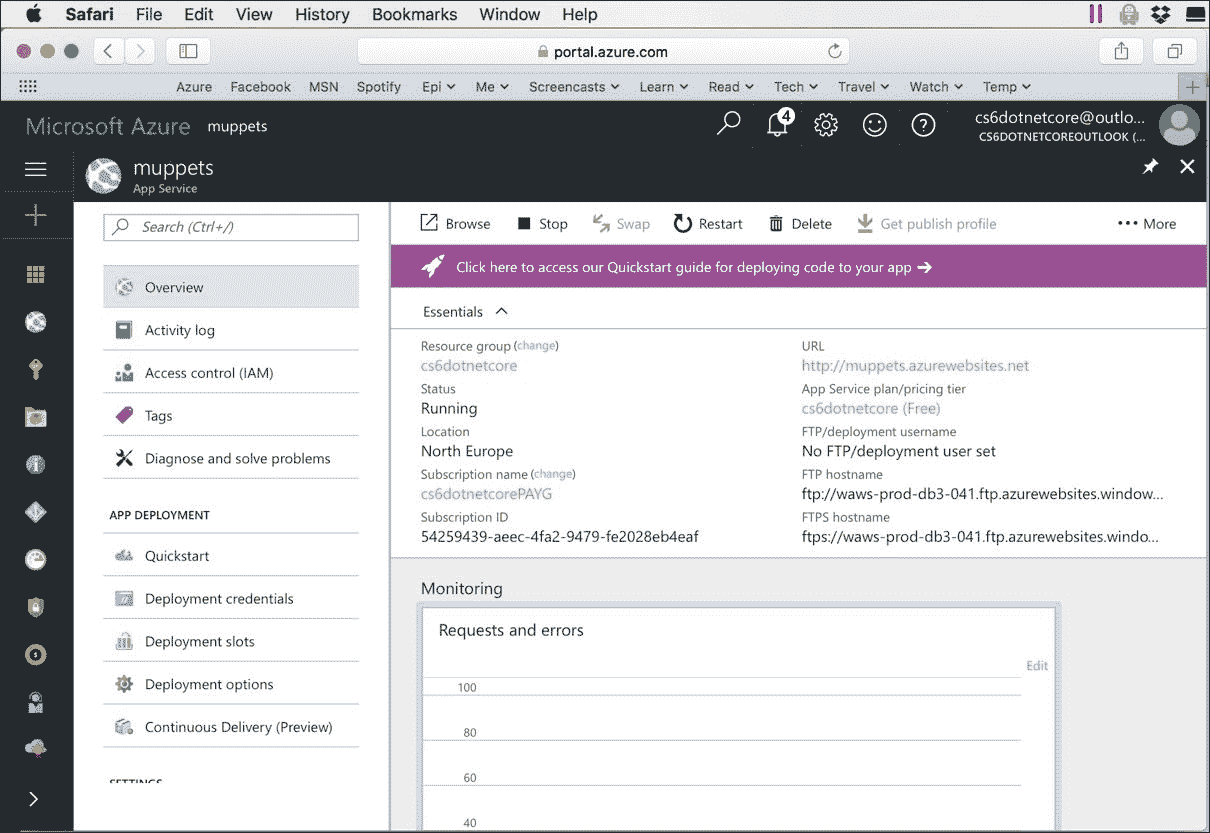 Safari File Edit View History Bookmarks Window Help
portal.azure.com
Azure Facebook MSN Spotify Epi Me Screencasts Learn Read Tech Travel Watch Temp
Microsoft Azure muppets
4
cs6dotnetcore@outlo...
CS6DOTNETCOREOUTLOOK (...
muppets
App Service
Search (Ctrl+/)
Overview
Activity log
Access control (IAM)
Tags
Diagnose and solve problems
APP DEPLOYMENT
Quickstart
Deployment credentials
Deployment slots
Deployment options
Continuous Delivery (Preview)
SETTINGS
Browse Stop Swap Restart Delete Get publish profile More
Click here to access our Quickstart guide for deploying code to your app
Essentials
Resource group (change)
cs6dotnetcore
Status
Running
Location
North Europe
Subscription name (change)
cs6dotnetcorePAYG
Subscription ID
54259439-aeec-4fa2-9479-fe2028eb4eaf
URL
http://muppets.azurewebsites.net
App Service plan/pricing tier
cs6dotnetcore (Free)
FTP/deployment username
No FTP/deployment user set
FTP hostname
ftp://waws-prod-db3-041.ftp.azurewebsites.window...
FTPS hostname
ftps://waws-prod-db3-041.ftp.azurewebsites.windo...
Monitoring
Requests and errors
Edit
100
80
60
40